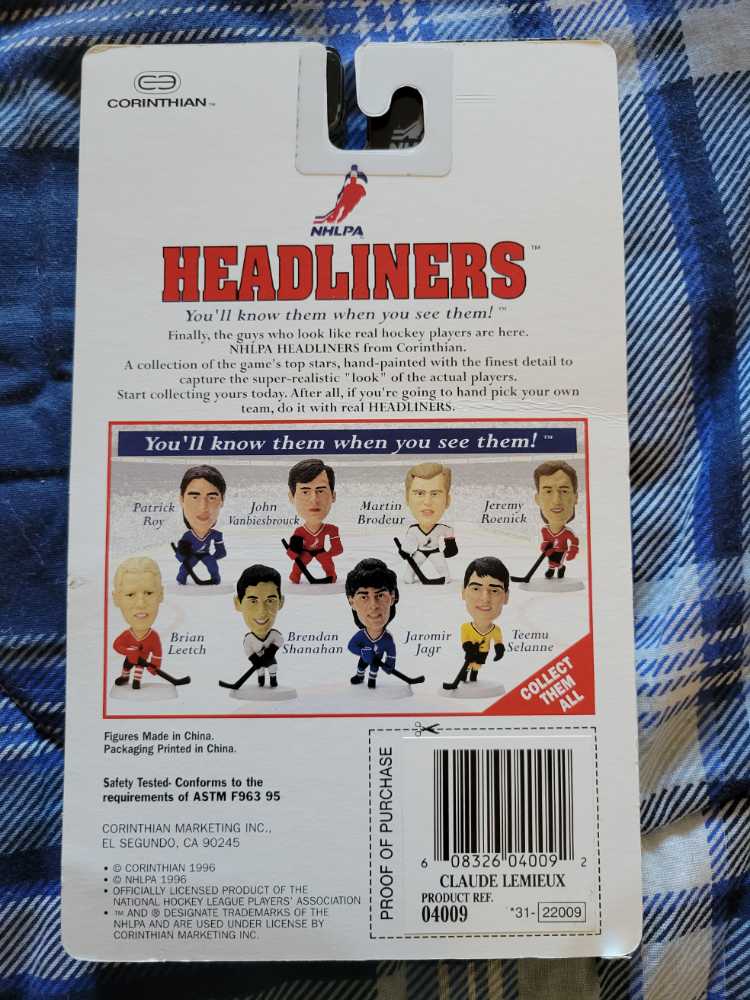 CORINTHIAN™
NHLPA
HEADLINERS™
You'll know them when you see them!™
Finally, the guys who look like real hockey players are here.
NHLPA HEADLINERS from Corinthian.
A collection of the game's top stars, hand-painted with the finest detail to
capture the super-realistic "look" of the actual players.
Start collecting yours today. After all, if you're going to hand pick your own
team, do it with real HEADLINERS.
You'll know them when you see them!™
Patrick
Roy
John
Vanbiesbrouck
Martin
Brodeur
Jeremy
Roenick
Brian
Leetch
Brendan
Shanahan
Jaromir
Jagr
Teemu
Selanne
COLLECT
THEM
ALL
Figures Made in China.
Packaging Printed in China.
Safety Tested- Conforms to the
requirements of ASTM F963 95
CORINTHIAN MARKETING INC.,
EL SEGUNDO, CA 90245
• © CORINTHIAN 1996
• © NHLPA 1996
• OFFICIALLY LICENSED PRODUCT OF THE
NATIONAL HOCKEY LEAGUE PLAYERS' ASSOCIATION
• ™ AND ® DESIGNATE TRADEMARKS OF THE
NHLPA AND ARE USED UNDER LICENSE BY
CORINTHIAN MARKETING INC.
PROOF OF PURCHASE
6 08326 04009 2
CLAUDE LEMIEUX
PRODUCT REF.
04009 *31- 22009